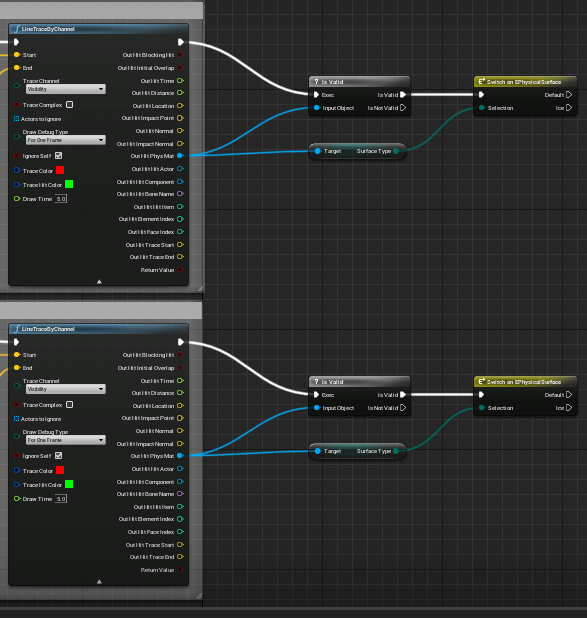 LineTraceByChannel
Start
Out Hit Blocking Hit
End
Out Hit Initial Overlap
Out Hit Time
Trace Channel
Visibility
Out Hit Distance
Trace Complex
Out Hit Location
Actors to Ignore
Out Hit Impact Point
Draw Debug Type
For One Frame
Out Hit Normal
Out Hit Impact Normal
Ignore Self
Out Hit Phys Mat
Trace Color
Out Hit Hit Actor
Trace Hit Color
Out Hit Hit Component
Draw Time
5.0
Out Hit Hit Bone Name
Out Hit Hit Item
Out Hit Element Index
Out Hit Face Index
Out Hit Trace Start
Out Hit Trace End
Return Value
? Is Valid
Exec
Is Valid
Input Object
Is Not Valid
Target
Surface Type
Switch on EPhysicalSurface
Default
Selection
Ice
LineTraceByChannel
Start
Out Hit Blocking Hit
End
Out Hit Initial Overlap
Out Hit Time
Trace Channel
Visibility
Out Hit Distance
Trace Complex
Out Hit Location
Actors to Ignore
Out Hit Impact Point
Draw Debug Type
For One Frame
Out Hit Normal
Out Hit Impact Normal
Ignore Self
Out Hit Phys Mat
Trace Color
Out Hit Hit Actor
Trace Hit Color
Out Hit Hit Component
Draw Time
5.0
Out Hit Hit Bone Name
Out Hit Hit Item
Out Hit Element Index
Out Hit Face Index
Out Hit Trace Start
Out Hit Trace End
Return Value
? Is Valid
Exec
Is Valid
Input Object
Is Not Valid
Target
Surface Type
Switch on EPhysicalSurface
Default
Selection
Ice